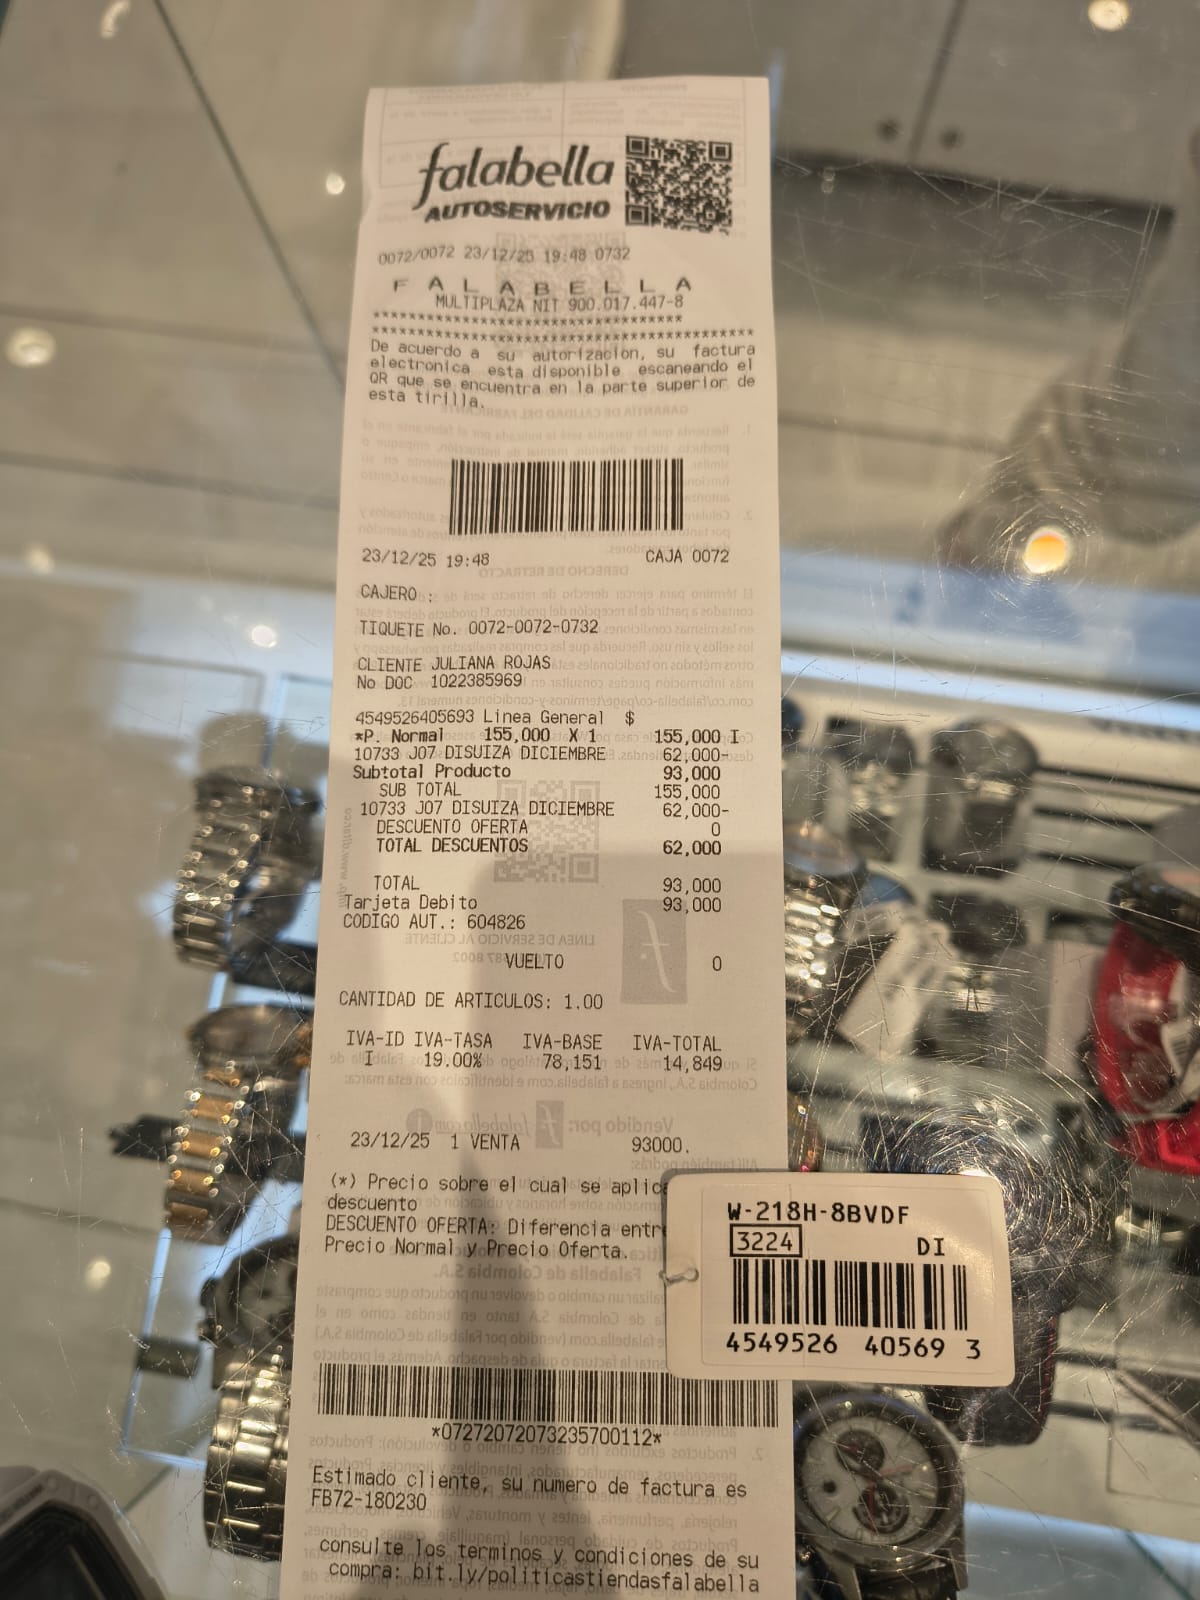 falabella
AUTOSERVICIO
0072/0072 23/12/25 19:48 0732
F A L A B E L L A
MULTIPLAZA NIT 900.017.447-8
***********************************
******************************************
De acuerdo a su autorizacion, su factura
electronica esta disponible escaneando el
QR que se encuentra en la parte superior de
esta tirilla.
23/12/25 19:48 CAJA 0072
CAJERO :
TIQUETE No. 0072-0072-0732
CLIENTE JULIANA ROJAS
No DOC 1022385969
4549526405693 Linea General $
*P. Normal 155,000 X 1 155,000 I
10733 J07 DISUIZA DICIEMBRE 62,000-
Subtotal Producto 93,000
SUB TOTAL 155,000
10733 J07 DISUIZA DICIEMBRE 62,000-
DESCUENTO OFERTA 0
TOTAL DESCUENTOS 62,000
TOTAL 93,000
Tarjeta Debito 93,000
CODIGO AUT.: 604826
VUELTO 0
CANTIDAD DE ARTICULOS: 1.00
IVA-ID IVA-TASA IVA-BASE IVA-TOTAL
I 19.00% 78,151 14,849
23/12/25 1 VENTA 93000.
(*) Precio sobre el cual se aplica
descuento
DESCUENTO OFERTA: Diferencia entre
Precio Normal y Precio Oferta.
W-218H-8BVDF
3224 DI
4549526 40569 3
*07272072073235700112*
Estimado cliente, su numero de factura es
FB72-180230
consulte los terminos y condiciones de su
compra: bit.ly/politicastiendasfalabella